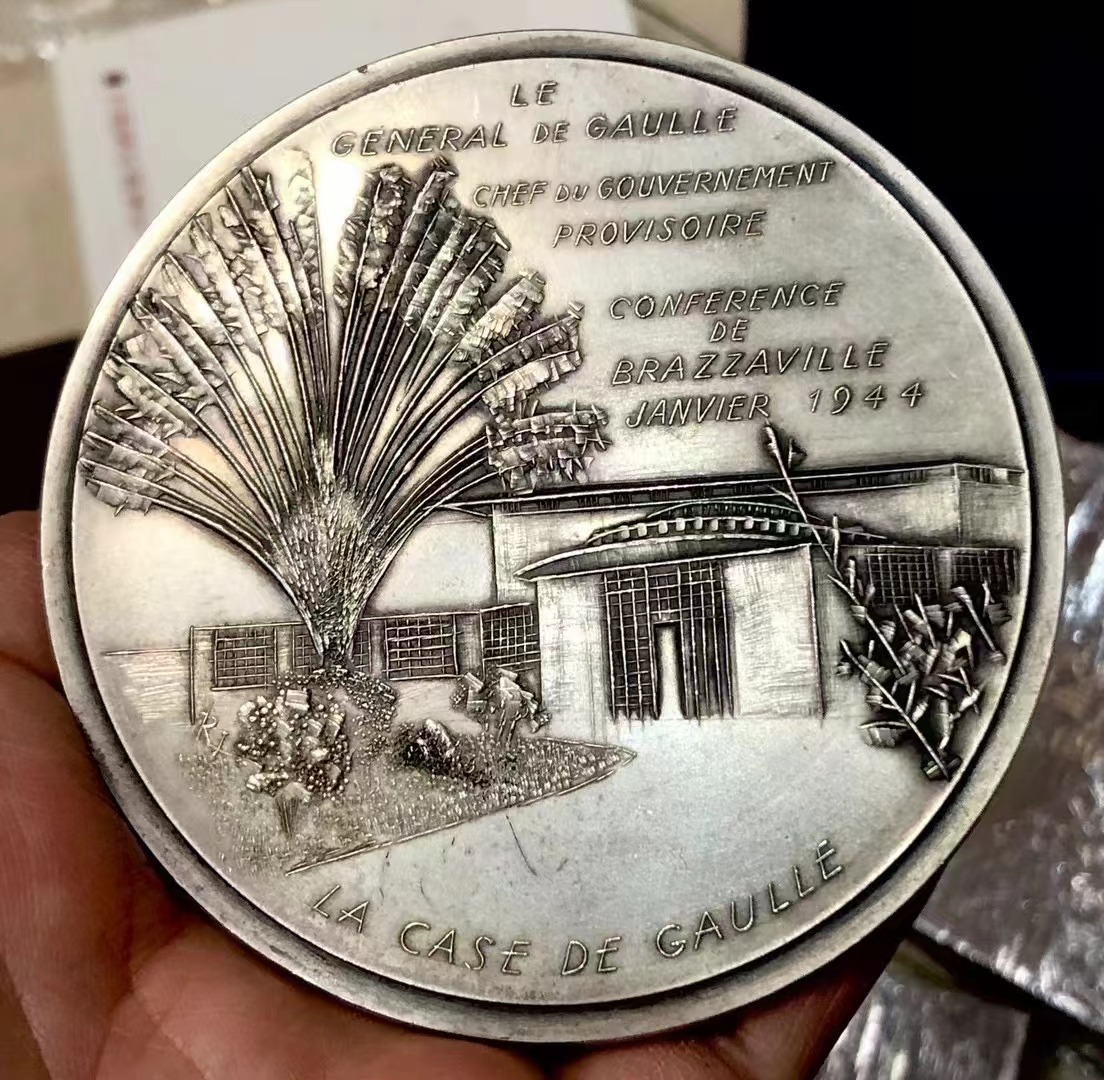 LE
GENERAL DE GAULLE
CHEF DU GOUVERNEMENT
PROVISOIRE
CONFERENCE
DE
BRAZZAVILLE
JANVIER 1944
LA CASE DE GAULLE